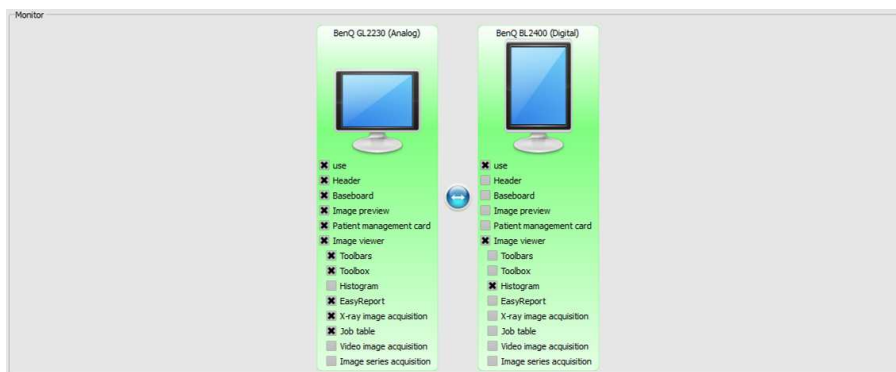 Monitor
BenQ GL2230 (Analog)
use
Header
Baseboard
Image preview
Patient management card
Image viewer
Toolbars
Toolbox
Histogram
EasyReport
X-ray image acquisition
Job table
Video image acquisition
Image series acquisition
BenQ BL2400 (Digital)
use
Header
Baseboard
Image preview
Patient management card
Image viewer
Toolbars
Toolbox
Histogram
EasyReport
X-ray image acquisition
Job table
Video image acquisition
Image series acquisition